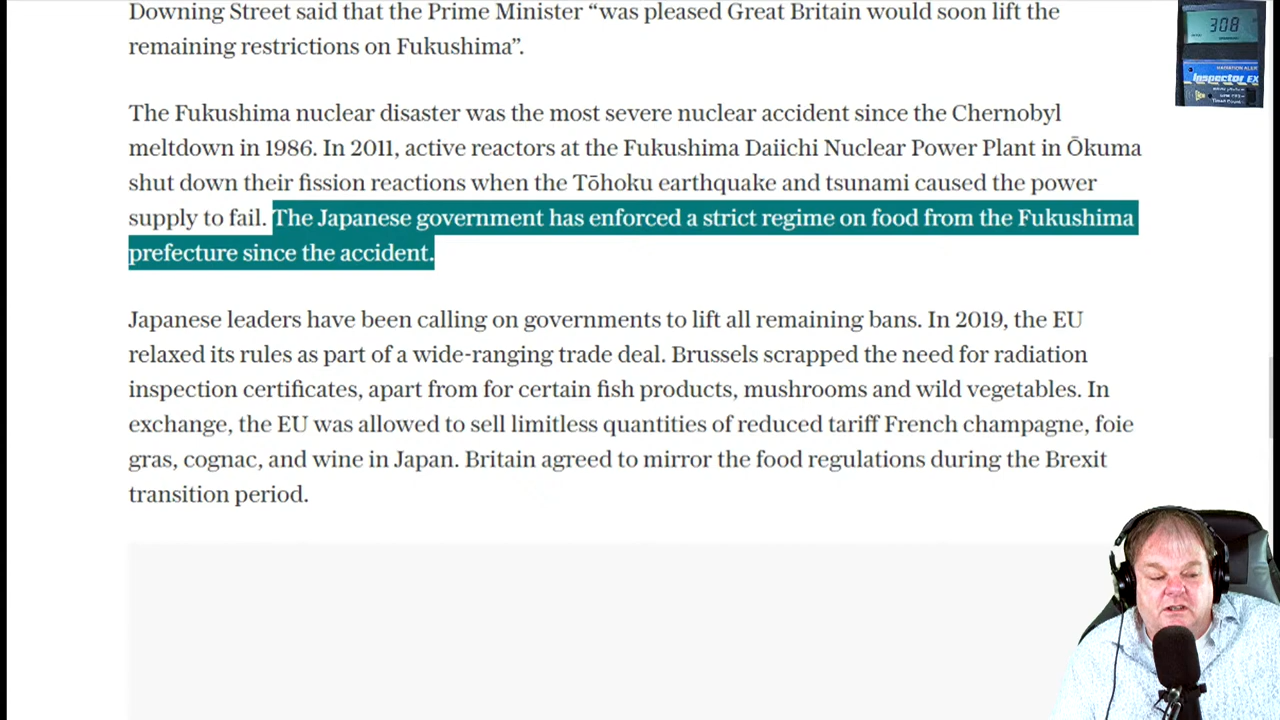 Downing Street said that the Prime Minister “was pleased Great Britain would soon lift the
remaining restrictions on Fukushima”.
The Fukushima nuclear disaster was the most severe nuclear accident since the Chernobyl
meltdown in 1986. In 2011, active reactors at the Fukushima Daiichi Nuclear Power Plant in Ōkuma
shut down their fission reactions when the Tōhoku earthquake and tsunami caused the power
supply to fail. The Japanese government has enforced a strict regime on food from the Fukushima
prefecture since the accident.
Japanese leaders have been calling on governments to lift all remaining bans. In 2019, the EU
relaxed its rules as part of a wide-ranging trade deal. Brussels scrapped the need for radiation
inspection certificates, apart from for certain fish products, mushrooms and wild vegetables. In
exchange, the EU was allowed to sell limitless quantities of reduced tariff French champagne, foie
gras, cognac, and wine in Japan. Britain agreed to mirror the food regulations during the Brexit
transition period.
308
RADIATION ALERT
Inspector EX